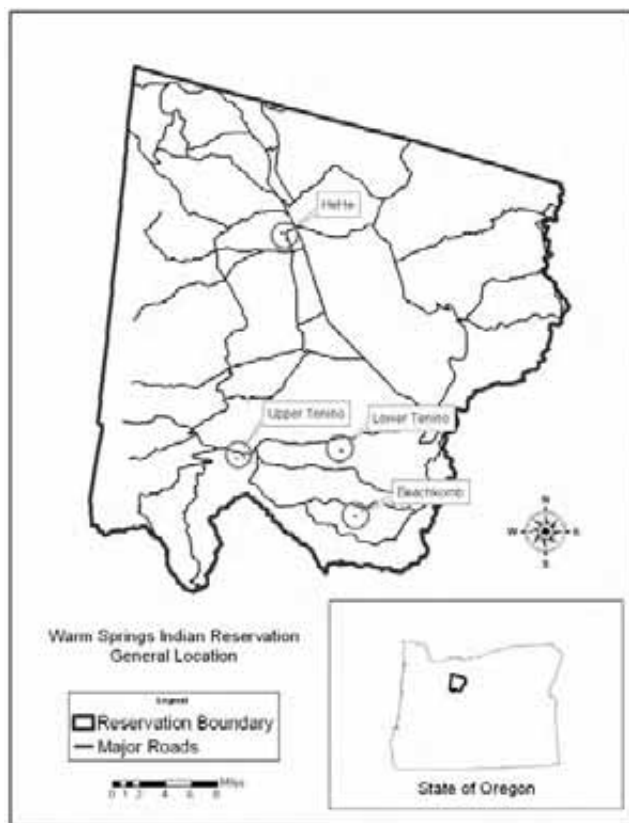 HeHe
Upper Tenino
Lower Tenino
Beachkomb
N
W
E
S
Warm Springs Indian Reservation
General Location
Legend
Reservation Boundary
Major Roads
Miles
0 1 2 4 6 8
State of Oregon